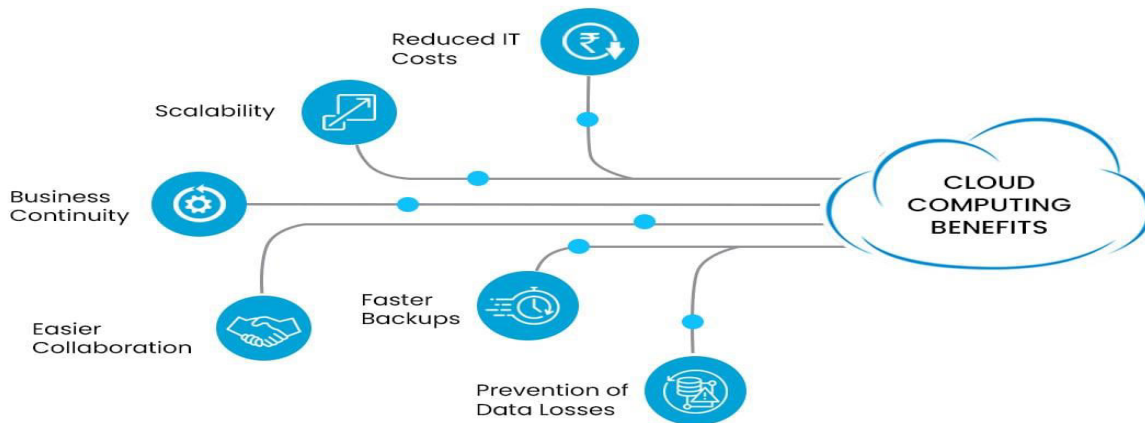 Reduced IT
Costs
₹
Scalability
Business
Continuity
CLOUD
COMPUTING
BENEFITS
Easier
Collaboration
Faster
Backups
Prevention of
Data Losses